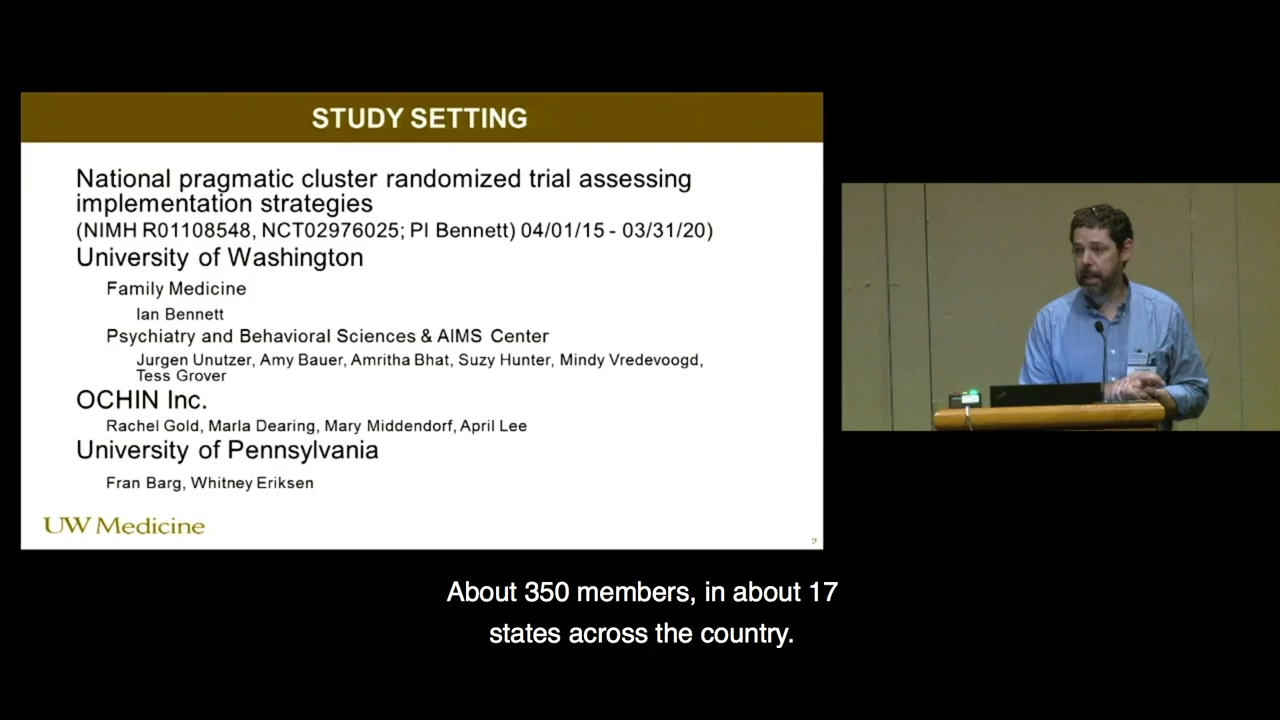 STUDY SETTING
National pragmatic cluster randomized trial assessing
implementation strategies
(NIMH R01108548, NCT02976025; PI Bennett) 04/01/15 - 03/31/20)
University of Washington
Family Medicine
Ian Bennett
Psychiatry and Behavioral Sciences & AIMS Center
Jurgen Unutzer, Amy Bauer, Amritha Bhat, Suzy Hunter, Mindy Vredevoogd,
Tess Grover
OCHIN Inc.
Rachel Gold, Marla Dearing, Mary Middendorf, April Lee
University of Pennsylvania
Fran Barg, Whitney Eriksen
UW Medicine
2
About 350 members, in about 17
states across the country.